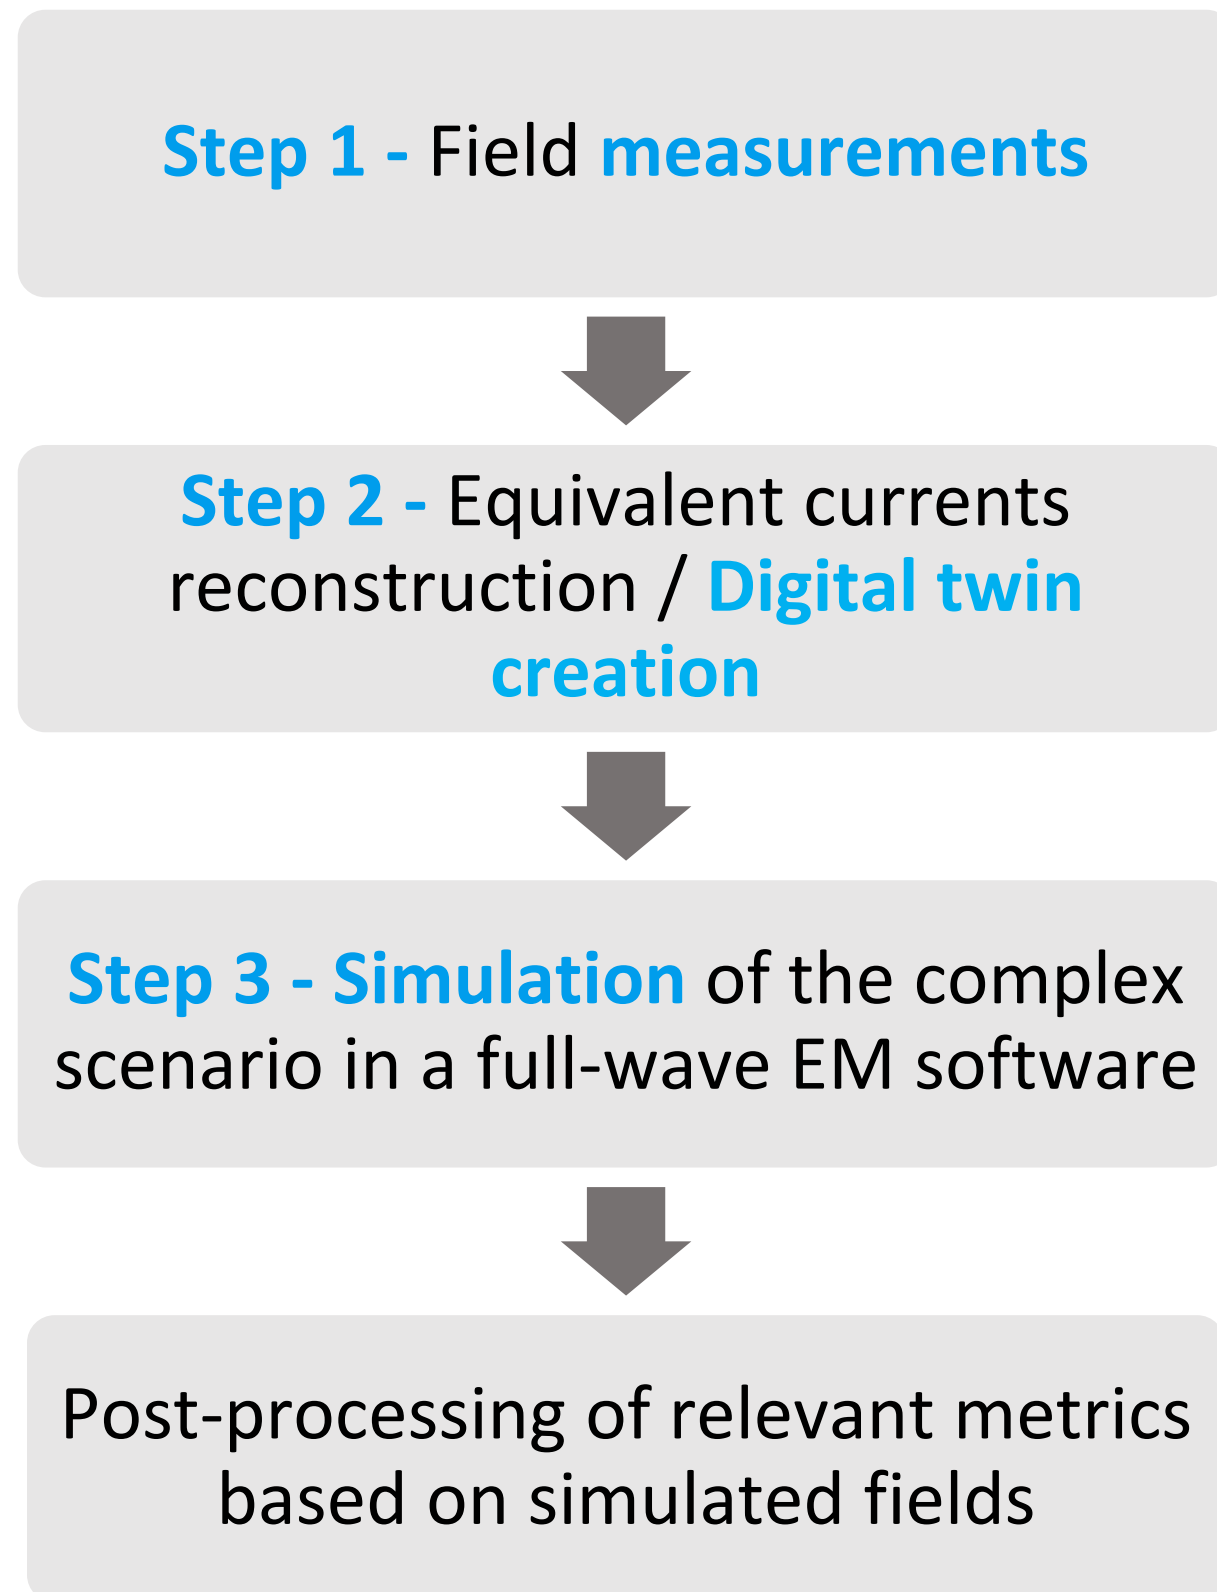 Step 1 - Field measurements
Step 2 - Equivalent currents
reconstruction / Digital twin
creation
Step 3 - Simulation of the complex
scenario in a full-wave EM software
Post-processing of relevant metrics
based on simulated fields